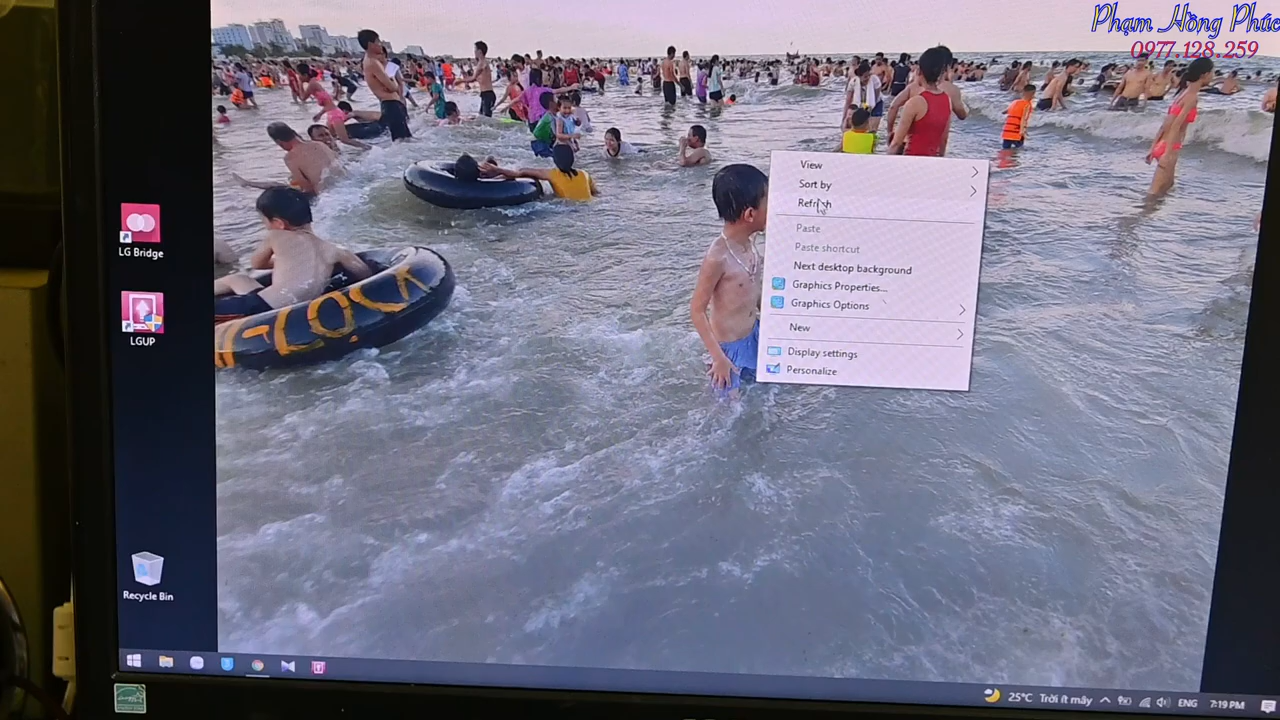 Phạm Hồng Phúc
0977.128.259
View
Sort by
Refresh
Paste
Paste shortcut
Next desktop background
Graphics Properties...
Graphics Options
New
Display settings
Personalize
LG Bridge
LGUP
T-LOCK
Recycle Bin
25°C Trời ít mây
ENG
7:19 PM